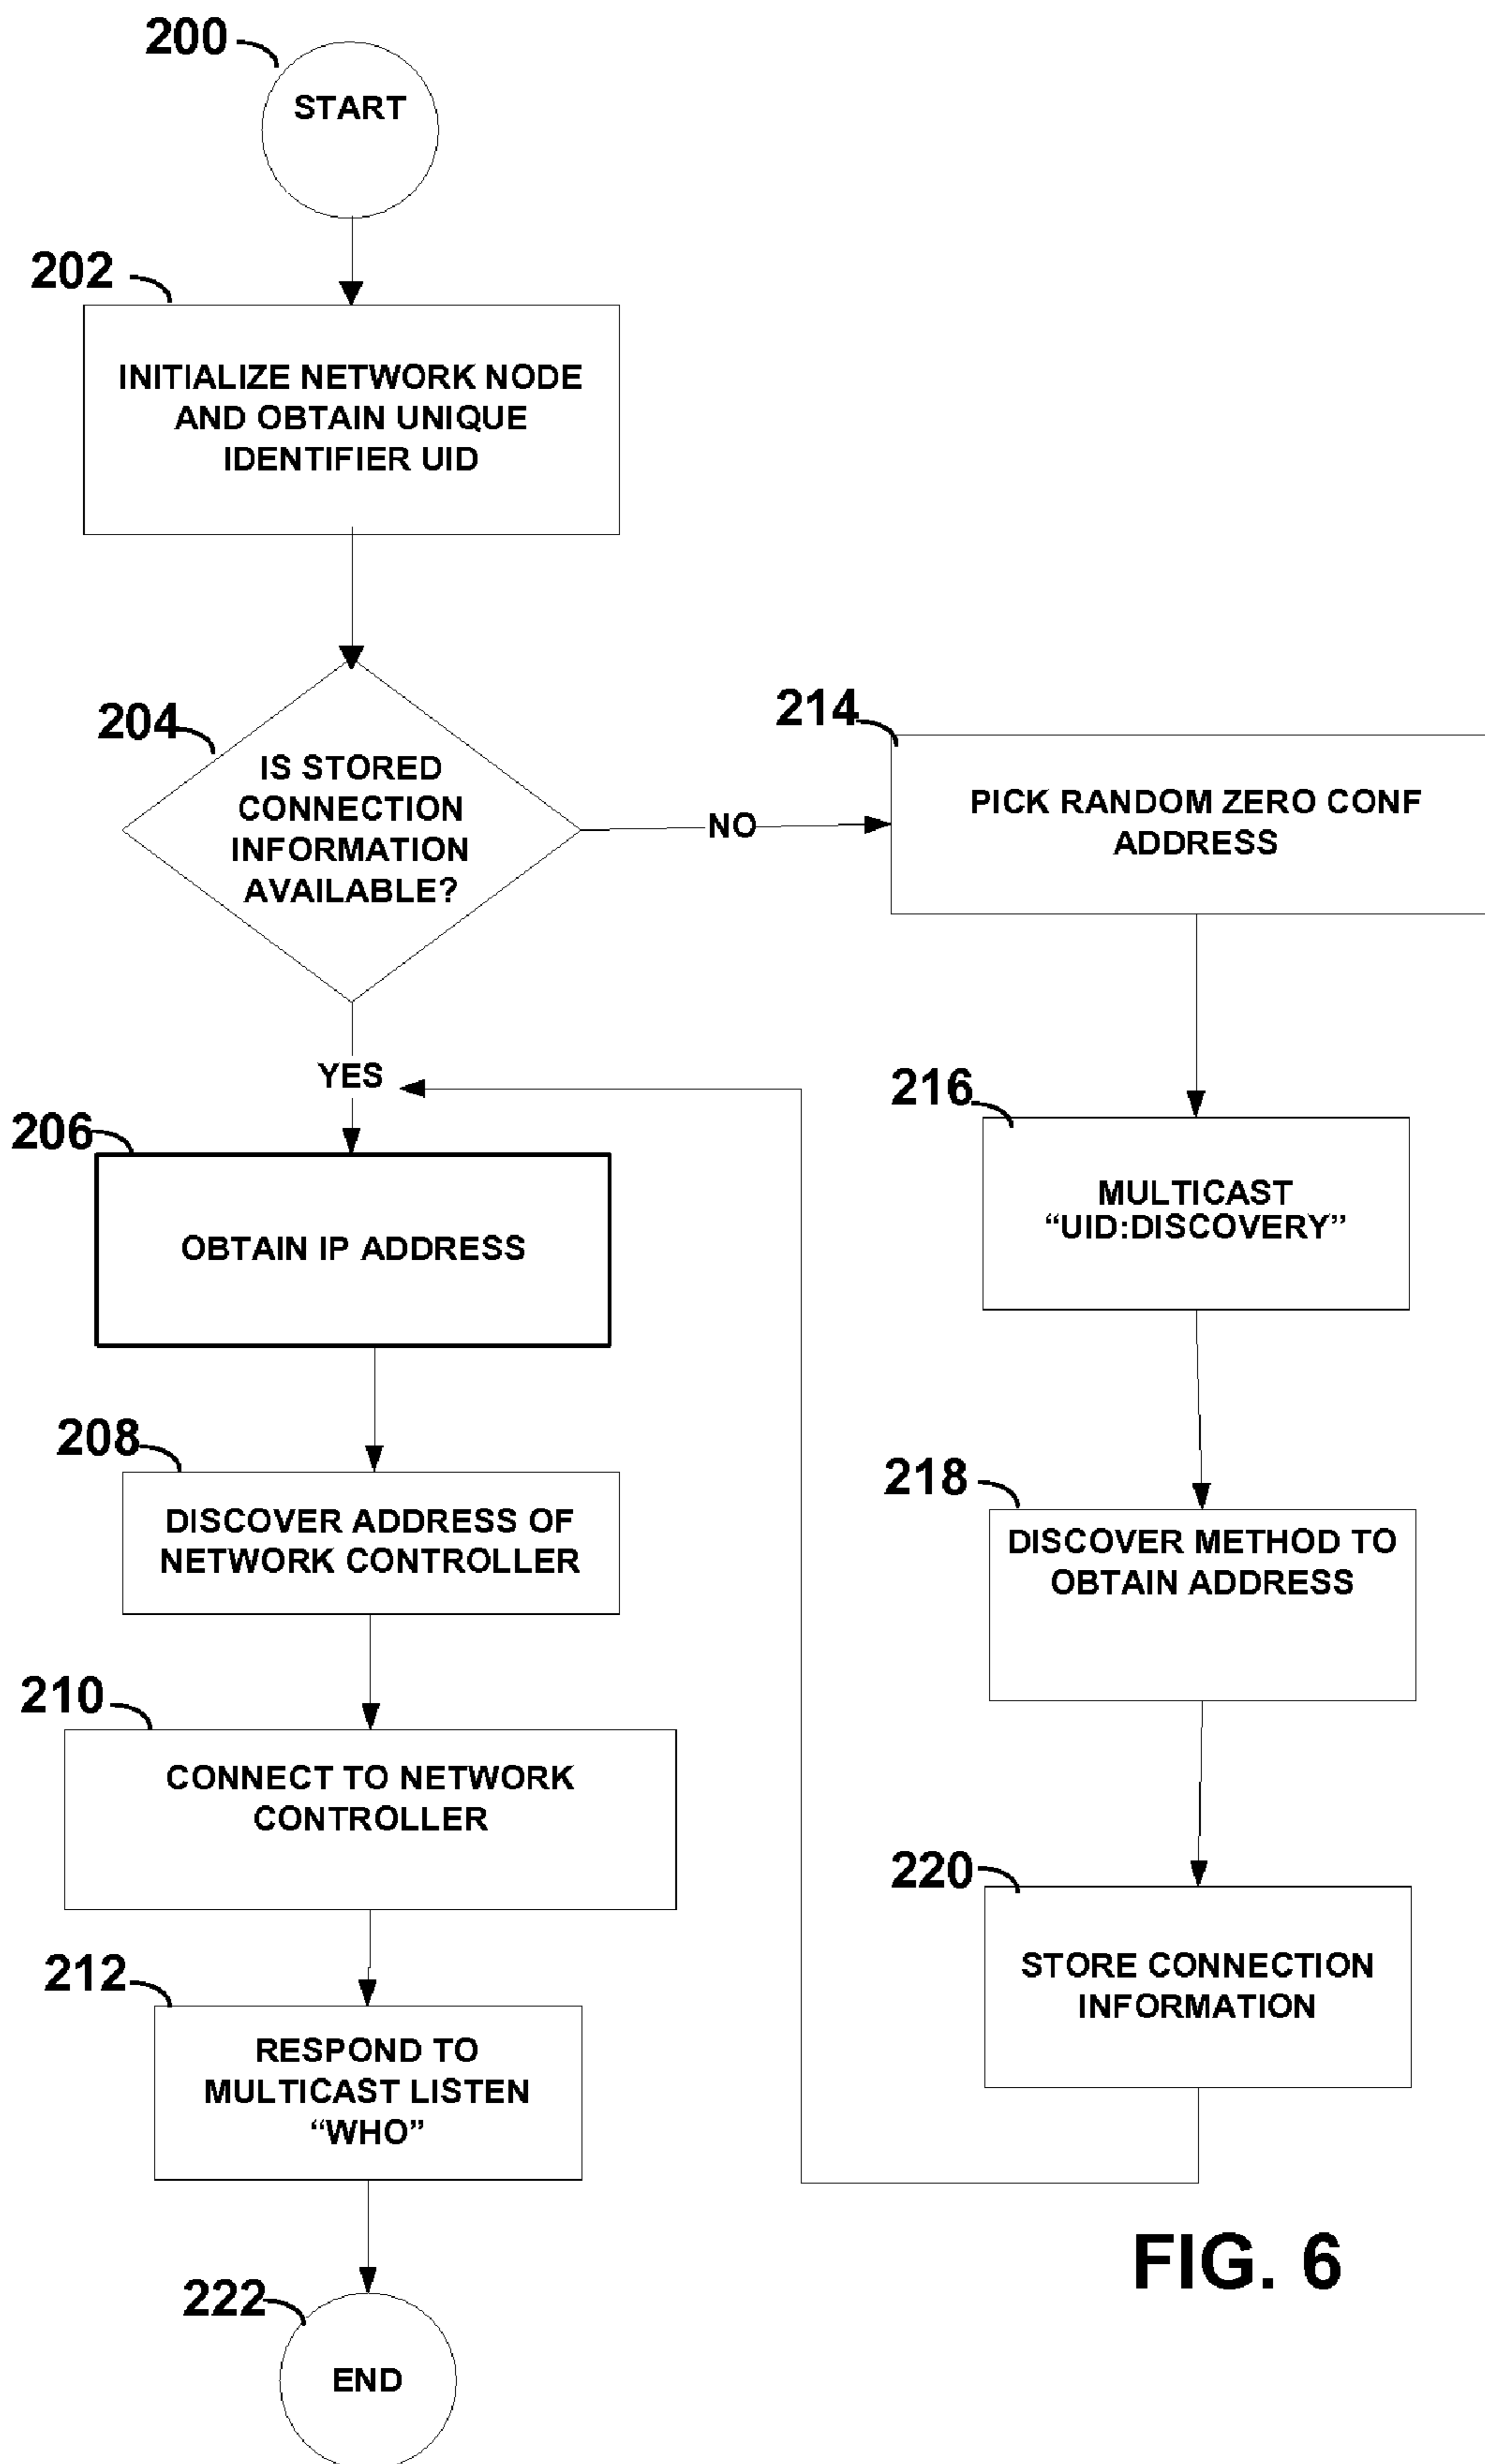 200
START
202
INITIALIZE NETWORK NODE
AND OBTAIN UNIQUE
IDENTIFIER UID
204
IS STORED
CONNECTION
INFORMATION
AVAILABLE?
NO
214
PICK RANDOM ZERO CONF
ADDRESS
YES
216
MULTICAST
“UID:DISCOVERY”
206
OBTAIN IP ADDRESS
208
DISCOVER ADDRESS OF
NETWORK CONTROLLER
218
DISCOVER METHOD TO
OBTAIN ADDRESS
210
CONNECT TO NETWORK
CONTROLLER
220
STORE CONNECTION
INFORMATION
212
RESPOND TO
MULTICAST LISTEN
“WHO”
222
END
FIG. 6